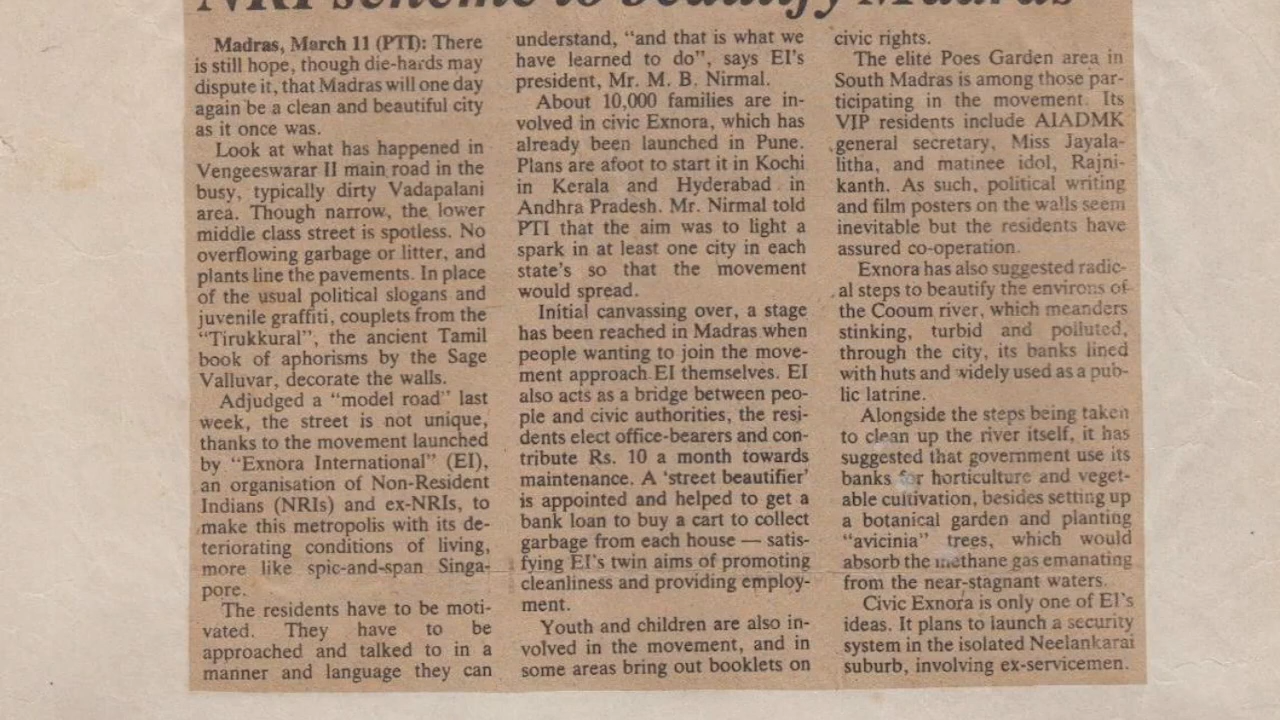 NRI scheme to beautify Madras
Madras, March 11 (PTI): There
is still hope, though die-hards may
dispute it, that Madras will one day
again be a clean and beautiful city
as it once was.
Look at what has happened in
Vengeeswarar II main road in the
busy, typically dirty Vadapalani
area. Though narrow, the lower
middle class street is spotless. No
overflowing garbage or litter, and
plants line the pavements. In place
of the usual political slogans and
juvenile graffiti, couplets from the
“Tirukkural”, the ancient Tamil
book of aphorisms by the Sage
Valluvar, decorate the walls.
Adjudged a “model road” last
week, the street is not unique,
thanks to the movement launched
by “Exnora International” (EI),
an organisation of Non-Resident
Indians (NRIs) and ex-NRIs, to
make this metropolis with its de-
teriorating conditions of living,
more like spic-and-span Singa-
pore.
The residents have to be moti-
vated. They have to be
approached and talked to in a
manner and language they can
understand, “and that is what we
have learned to do”, says EI’s
president, Mr. M. B. Nirmal.
About 10,000 families are in-
volved in civic Exnora, which has
already been launched in Pune.
Plans are afoot to start it in Kochi
in Kerala and Hyderabad in
Andhra Pradesh. Mr. Nirmal told
PTI that the aim was to light a
spark in at least one city in each
state’s so that the movement
would spread.
Initial canvassing over, a stage
has been reached in Madras when
people wanting to join the move-
ment approach EI themselves. EI
also acts as a bridge between peo-
ple and civic authorities, the resi-
dents elect office-bearers and con-
tribute Rs. 10 a month towards
maintenance. A ‘street beautifier’
is appointed and helped to get a
bank loan to buy a cart to collect
garbage from each house — satis-
fying EI’s twin aims of promoting
cleanliness and providing employ-
ment.
Youth and children are also in-
volved in the movement, and in
some areas bring out booklets on
civic rights.
The elite Poes Garden area in
South Madras is among those par-
ticipating in the movement. Its
VIP residents include AIADMK
general secretary, Miss Jayala-
litha, and matinee idol, Rajni-
kanth. As such, political writing
and film posters on the walls seem
inevitable but the residents have
assured co-operation.
Exnora has also suggested radic-
al steps to beautify the environs of
the Cooum river, which meanders
stinking, turbid and polluted,
through the city, its banks lined
with huts and widely used as a pub-
lic latrine.
Alongside the steps being taken
to clean up the river itself, it has
suggested that government use its
banks for horticulture and veget-
able cultivation, besides setting up
a botanical garden and planting
“avicinia” trees, which would
absorb the methane gas emanating
from the near-stagnant waters.
Civic Exnora is only one of EI’s
ideas. It plans to launch a security
system in the isolated Neelankarai
suburb, involving ex-servicemen.